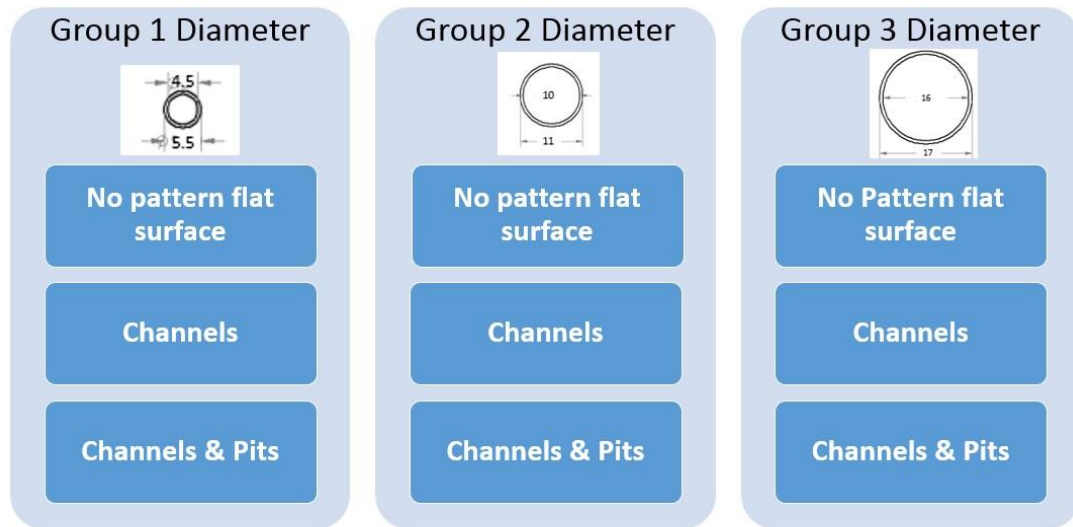 Group 1 Diameter
4.5
5.5
No pattern flat
surface
Channels
Channels & Pits
Group 2 Diameter
10
11
No pattern flat
surface
Channels
Channels & Pits
Group 3 Diameter
16
17
No Pattern flat
surface
Channels
Channels & Pits